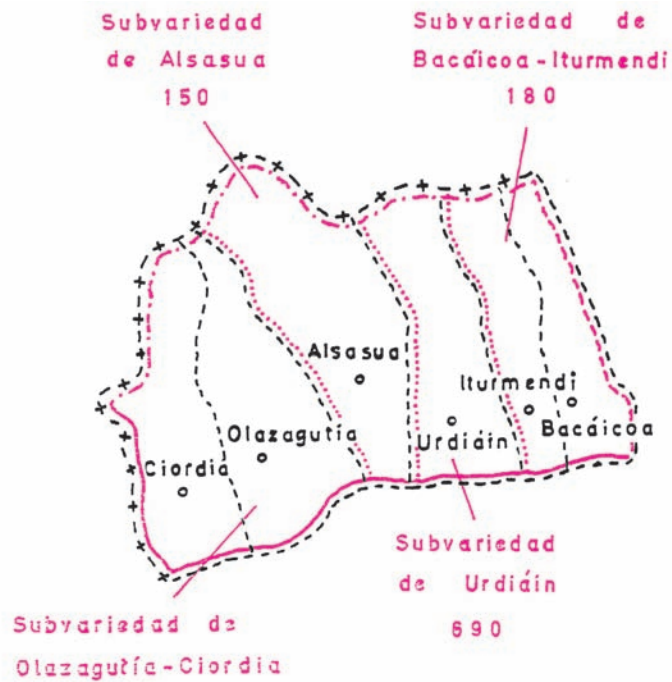 Subvariedad
de Alsasua
150
Subvariedad de
Bacáicoa-Iturmendi
180
Alsasua
Iturmendi
Bacáicoa
Urdiáin
Olazagutía
Ciordia
Subvariedad
de Urdiáin
690
Subvariedad de
Olazagutía-Ciordia